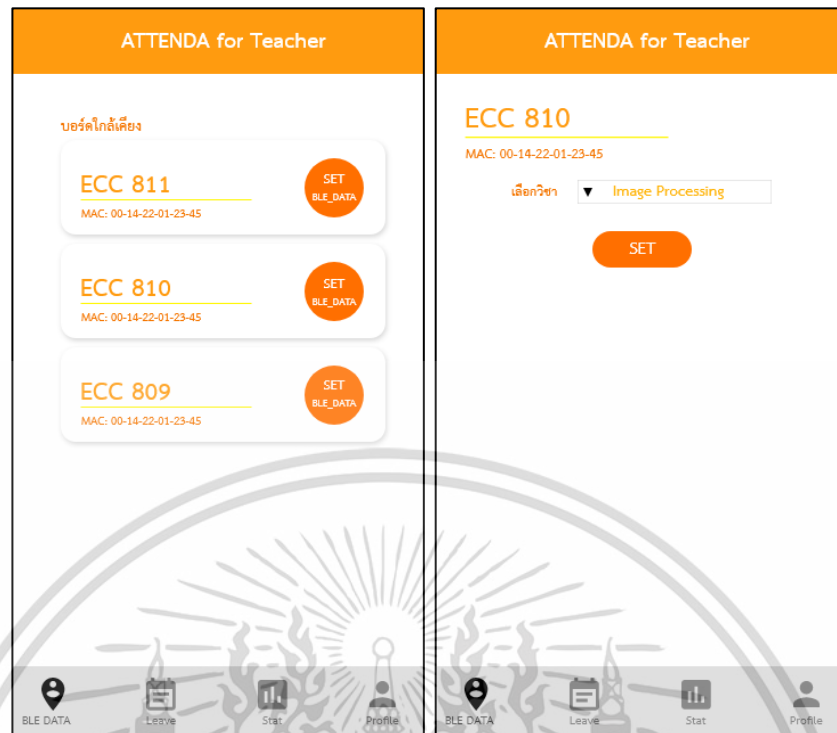 ATTENDA for Teacher
บอร์ดใกล้เคียง
ECC 811
MAC: 00-14-22-01-23-45
SET
BLE_DATA
ECC 810
MAC: 00-14-22-01-23-45
SET
BLE_DATA
ECC 809
MAC: 00-14-22-01-23-45
SET
BLE_DATA
BLE DATA
Leave
Stat
Profile
ATTENDA for Teacher
ECC 810
MAC: 00-14-22-01-23-45
เลือกวิชา ▼ Image Processing
SET
BLE DATA
Leave
Stat
Profile